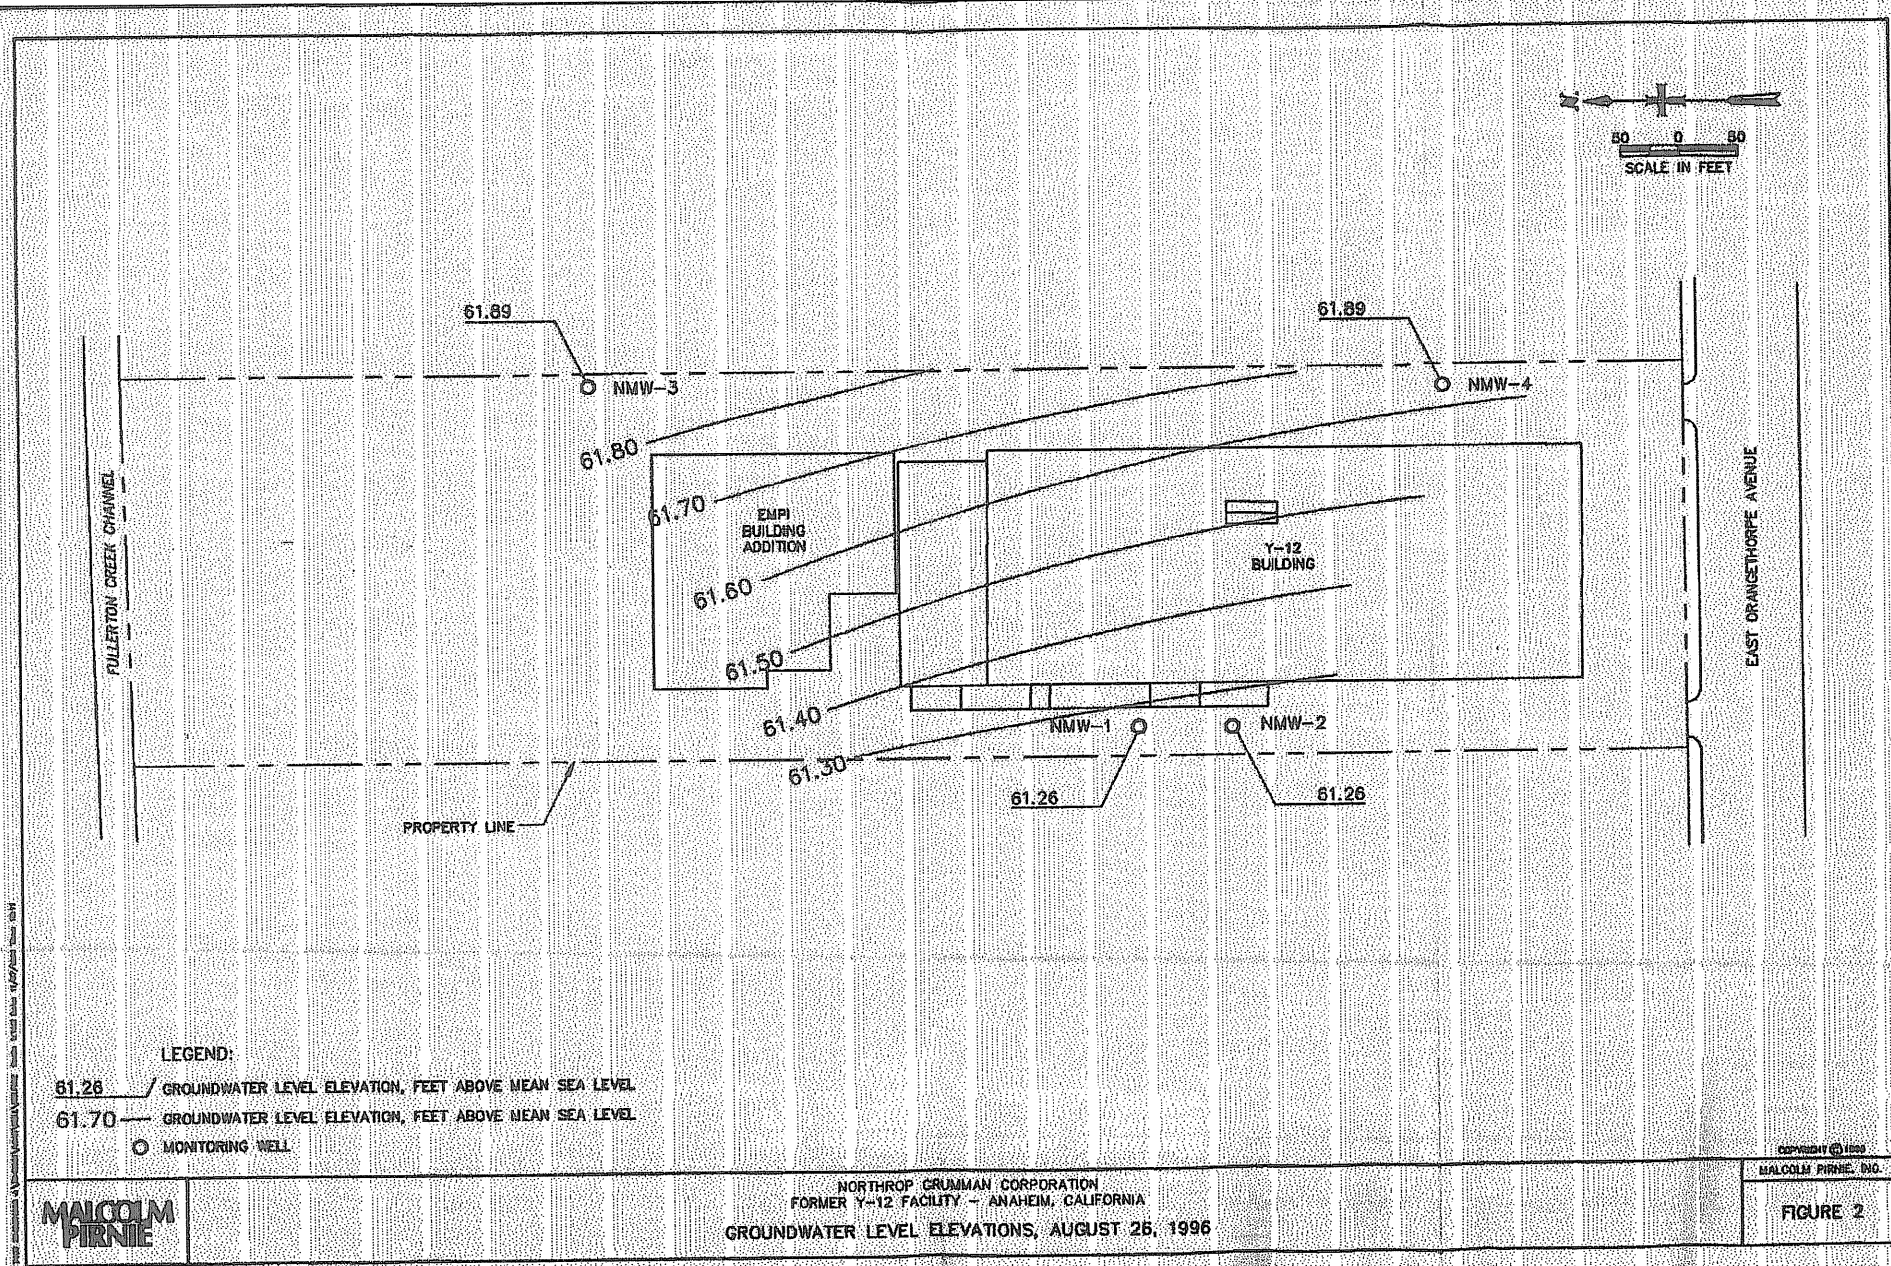 N
50 0 50
SCALE IN FEET
61.89
61.89
NMW-3
NMW-4
61.80
61.70
61.60
61.50
61.40
61.30
EMPI
BUILDING
ADDITION
Y-12
BUILDING
FULLERTON CREEK CHANNEL
EAST ORANGETHORPE AVENUE
NMW-1
NMW-2
61.26
61.26
PROPERTY LINE
LEGEND:
61.26 GROUNDWATER LEVEL ELEVATION, FEET ABOVE MEAN SEA LEVEL
61.70 GROUNDWATER LEVEL ELEVATION, FEET ABOVE MEAN SEA LEVEL
MONITORING WELL
COPYRIGHT ©
MALCOLM PIRNIE, INC.
MALCOLM
PIRNIE
NORTHROP GRUMMAN CORPORATION
FORMER Y-12 FACILITY - ANAHEIM, CALIFORNIA
GROUNDWATER LEVEL ELEVATIONS, AUGUST 26, 1996
FIGURE 2